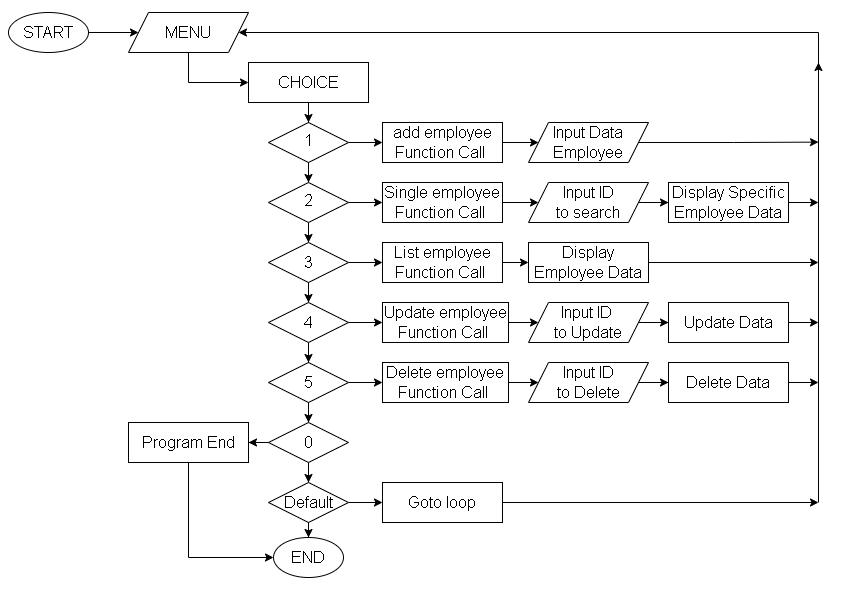 START
MENU
CHOICE
1
add employee
Function Call
Input Data
Employee
2
Single employee
Function Call
Input ID
to search
Display Specific
Employee Data
3
List employee
Function Call
Display
Employee Data
4
Update employee
Function Call
Input ID
to Update
Update Data
5
Delete employee
Function Call
Input ID
to Delete
Delete Data
Program End
0
Default
Goto loop
END